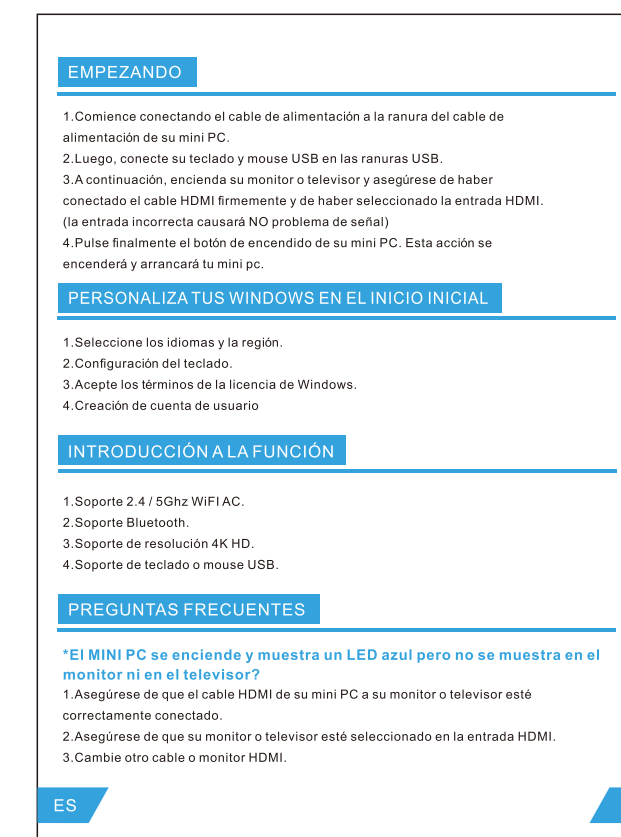 EMPEZANDO
1.Comience conectando el cable de alimentación a la ranura del cable de
alimentación de su mini PC.
2.Luego, conecte su teclado y mouse USB en las ranuras USB.
3.A continuación, encienda su monitor o televisor y asegúrese de haber
conectado el cable HDMI firmemente y de haber seleccionado la entrada HDMI.
(la entrada incorrecta causará NO problema de señal)
4.Pulse finalmente el botón de encendido de su mini PC. Esta acción se
encenderá y arrancará tu mini pc.
PERSONALIZA TUS WINDOWS EN EL INICIO INICIAL
1.Seleccione los idiomas y la región.
2.Configuración del teclado.
3.Acepte los términos de la licencia de Windows.
4.Creación de cuenta de usuario
INTRODUCCIÓN A LA FUNCIÓN
1.Soporte 2.4 / 5Ghz WiFI AC.
2.Soporte Bluetooth.
3.Soporte de resolución 4K HD.
4.Soporte de teclado o mouse USB.
PREGUNTAS FRECUENTES
*El MINI PC se enciende y muestra un LED azul pero no se muestra en el
monitor ni en el televisor?
1.Asegúrese de que el cable HDMI de su mini PC a su monitor o televisor esté
correctamente conectado.
2.Asegúrese de que su monitor o televisor esté seleccionado en la entrada HDMI.
3.Cambie otro cable o monitor HDMI.
ES